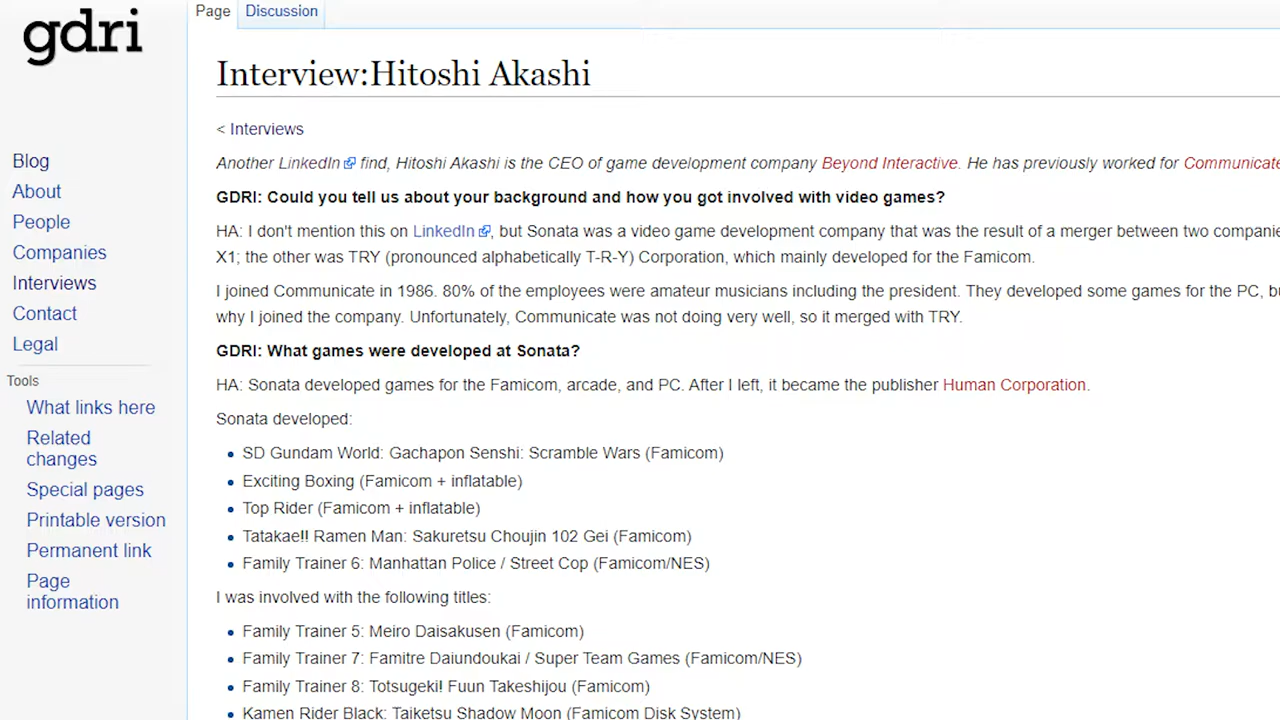 gdri
Page
Discussion
Interview:Hitoshi Akashi
< Interviews
Another LinkedIn find, Hitoshi Akashi is the CEO of game development company Beyond Interactive. He has previously worked for Communicate
GDRI: Could you tell us about your background and how you got involved with video games?
HA: I don't mention this on LinkedIn, but Sonata was a video game development company that was the result of a merger between two companie
X1; the other was TRY (pronounced alphabetically T-R-Y) Corporation, which mainly developed for the Famicom.
I joined Communicate in 1986. 80% of the employees were amateur musicians including the president. They developed some games for the PC, bu
why I joined the company. Unfortunately, Communicate was not doing very well, so it merged with TRY.
GDRI: What games were developed at Sonata?
HA: Sonata developed games for the Famicom, arcade, and PC. After I left, it became the publisher Human Corporation.
Sonata developed:
SD Gundam World: Gachapon Senshi: Scramble Wars (Famicom)
Exciting Boxing (Famicom + inflatable)
Top Rider (Famicom + inflatable)
Tatakae!! Ramen Man: Sakuretsu Choujin 102 Gei (Famicom)
Family Trainer 6: Manhattan Police / Street Cop (Famicom/NES)
I was involved with the following titles:
Family Trainer 5: Meiro Daisakusen (Famicom)
Family Trainer 7: Famitre Daiundoukai / Super Team Games (Famicom/NES)
Family Trainer 8: Totsugeki! Fuun Takeshijou (Famicom)
Kamen Rider Black: Taiketsu Shadow Moon (Famicom Disk System)
Blog
About
People
Companies
Interviews
Contact
Legal
Tools
What links here
Related
changes
Special pages
Printable version
Permanent link
Page
information